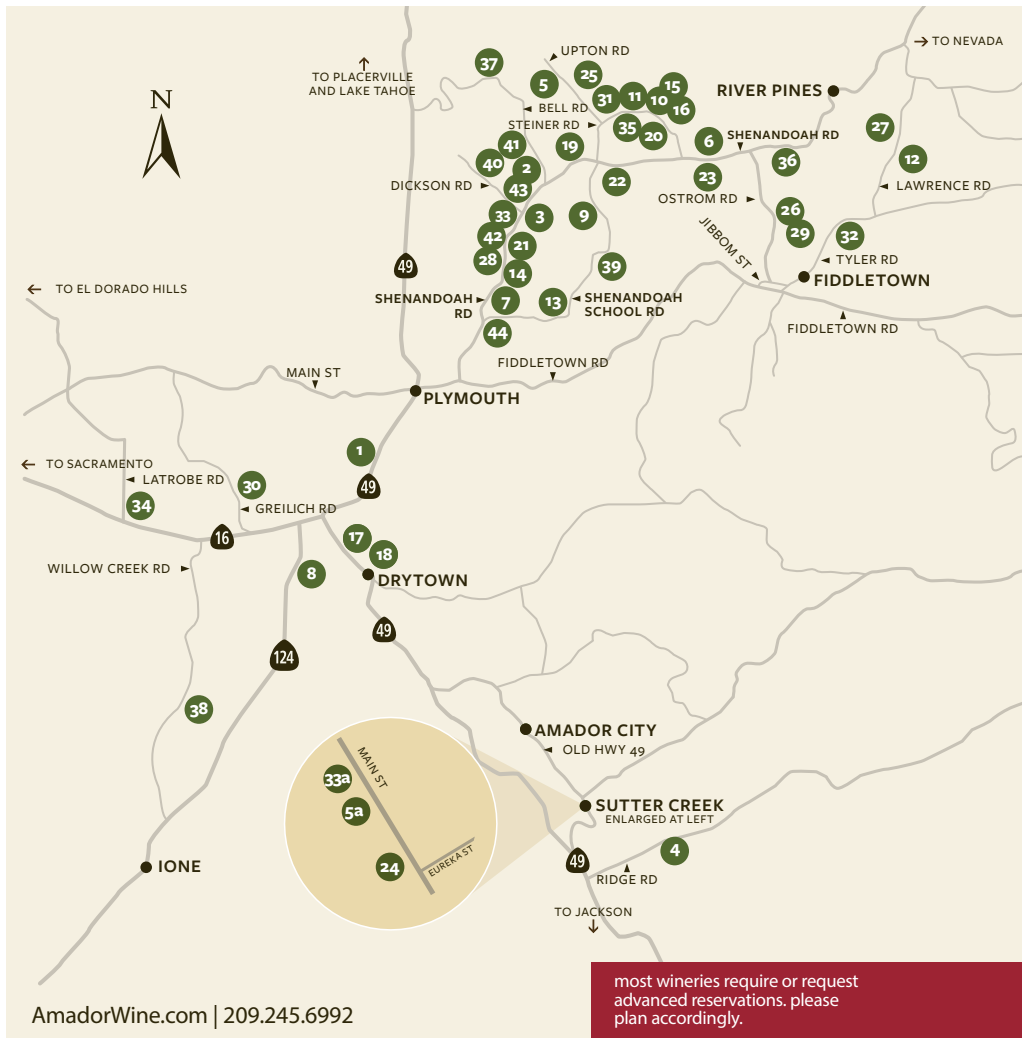 37
UPTON RD
→ TO NEVADA
↑
TO PLACERVILLE
AND LAKE TAHOE
25
5
15
RIVER PINES
N
31
11
10
16
BELL RD
STEINER RD
35
20
27
SHENANDOAH RD
41
19
6
40
2
36
12
DICKSON RD
43
22
23
LAWRENCE RD
OSTROM RD
33
3
9
26
JIBBOM ST
42
21
29
32
28
14
39
TYLER RD
49
FIDDLETOWN
← TO EL DORADO HILLS
SHENANDOAH
RD
7
13
SHENANDOAH
SCHOOL RD
44
FIDDLETOWN RD
FIDDLETOWN RD
MAIN ST
PLYMOUTH
1
← TO SACRAMENTO
LATROBE RD
30
49
34
GREILICH RD
16
17
18
WILLOW CREEK RD
8
DRYTOWN
49
124
38
AMADOR CITY
OLD HWY 49
MAIN ST
33a
5a
SUTTER CREEK
ENLARGED AT LEFT
24
EUREKA ST
4
49
IONE
RIDGE RD
TO JACKSON
↓
most wineries require or request
advanced reservations. please
plan accordingly.
AmadorWine.com | 209.245.6992